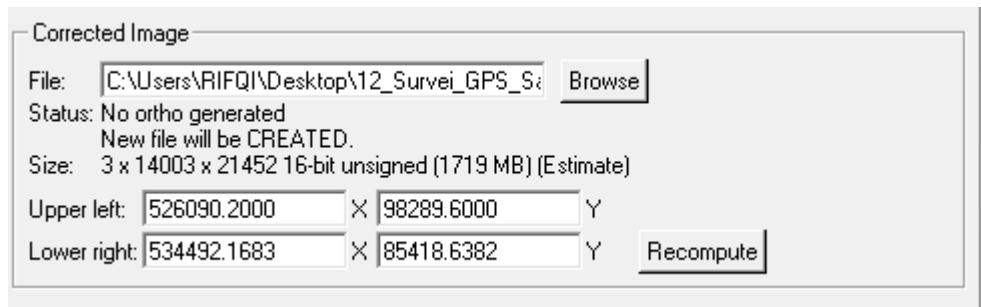 Corrected Image
File: C:\Users\RIFQI\Desktop\12_Survei_GPS_Sa Browse
Status: No ortho generated
New file will be CREATED.
Size: 3 x 14003 x 21452 16-bit unsigned (1719 MB) (Estimate)
Upper left: 526090.2000 X 98289.6000 Y
Lower right: 534492.1683 X 85418.6382 Y Recompute